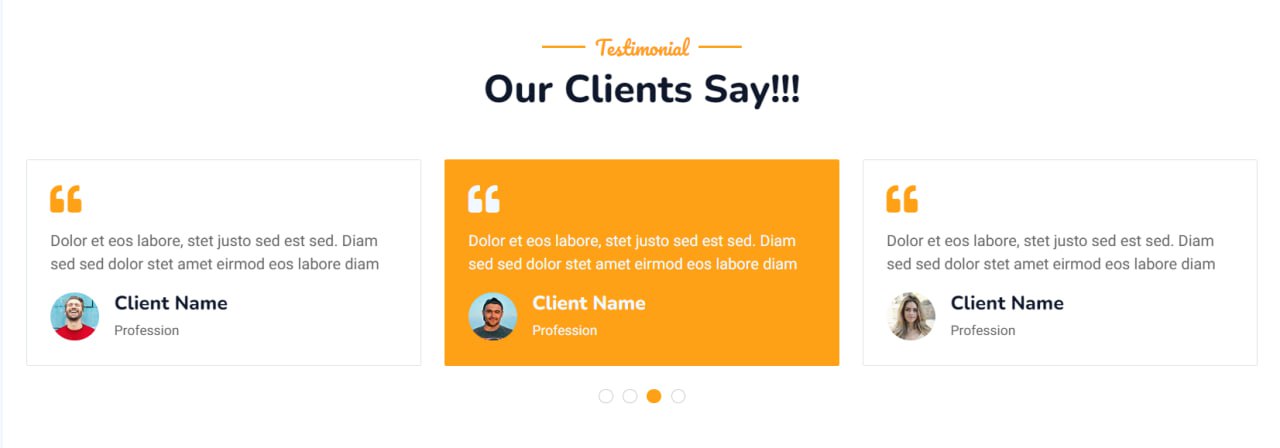 Testimonial
Our Clients Say!!!
Dolor et eos labore, stet justo sed est sed. Diam
sed sed dolor stet amet eirmod eos labore diam
Client Name
Profession
Dolor et eos labore, stet justo sed est sed. Diam
sed sed dolor stet amet eirmod eos labore diam
Client Name
Profession
Dolor et eos labore, stet justo sed est sed. Diam
sed sed dolor stet amet eirmod eos labore diam
Client Name
Profession